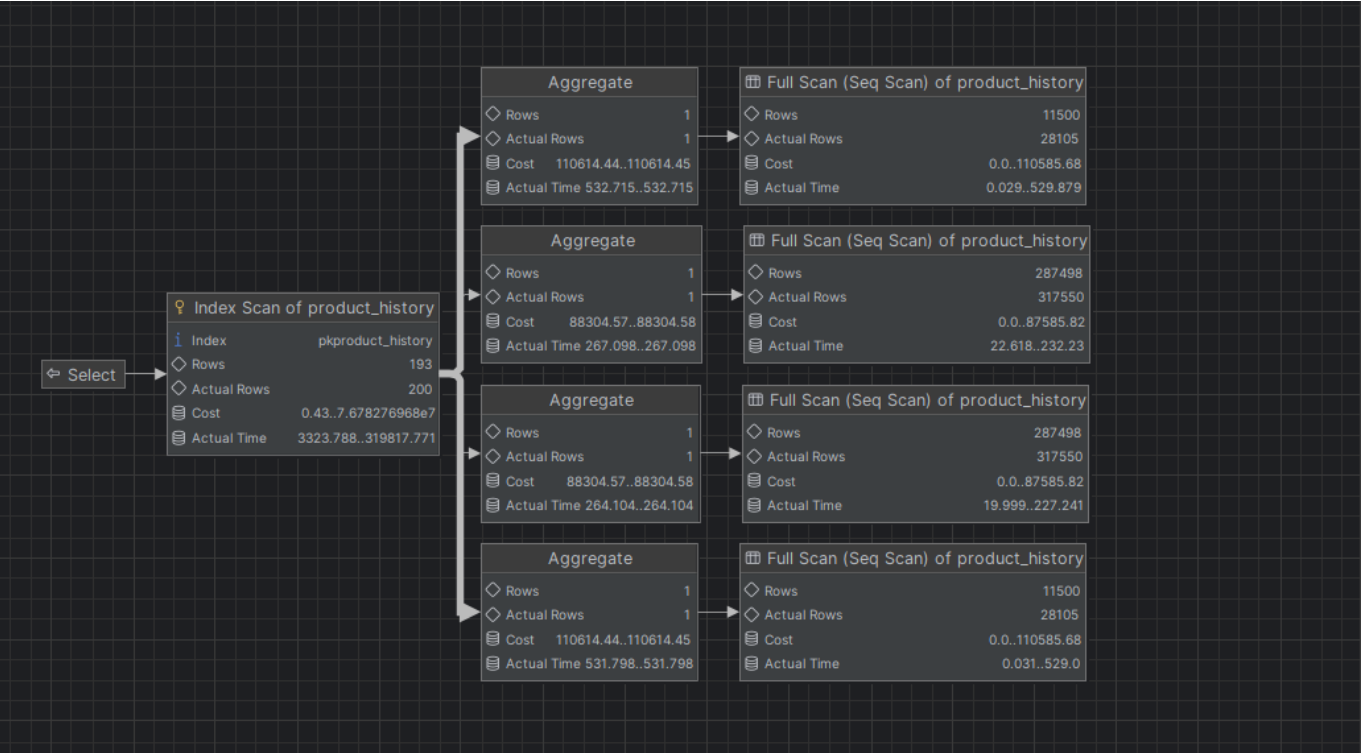 Select
Index Scan of product_history
Index pkproduct_history
Rows 193
Actual Rows 200
Cost 0.43..7.678276968e7
Actual Time 3323.788..319817.771
Aggregate
Rows 1
Actual Rows 1
Cost 110614.44..110614.45
Actual Time 532.715..532.715
Full Scan (Seq Scan) of product_history
Rows 11500
Actual Rows 28105
Cost 0.0..110585.68
Actual Time 0.029..529.879
Aggregate
Rows 1
Actual Rows 1
Cost 88304.57..88304.58
Actual Time 267.098..267.098
Full Scan (Seq Scan) of product_history
Rows 287498
Actual Rows 317550
Cost 0.0..87585.82
Actual Time 22.618..232.23
Aggregate
Rows 1
Actual Rows 1
Cost 88304.57..88304.58
Actual Time 264.104..264.104
Full Scan (Seq Scan) of product_history
Rows 287498
Actual Rows 317550
Cost 0.0..87585.82
Actual Time 19.999..227.241
Aggregate
Rows 1
Actual Rows 1
Cost 110614.44..110614.45
Actual Time 531.798..531.798
Full Scan (Seq Scan) of product_history
Rows 11500
Actual Rows 28105
Cost 0.0..110585.68
Actual Time 0.031..529.0